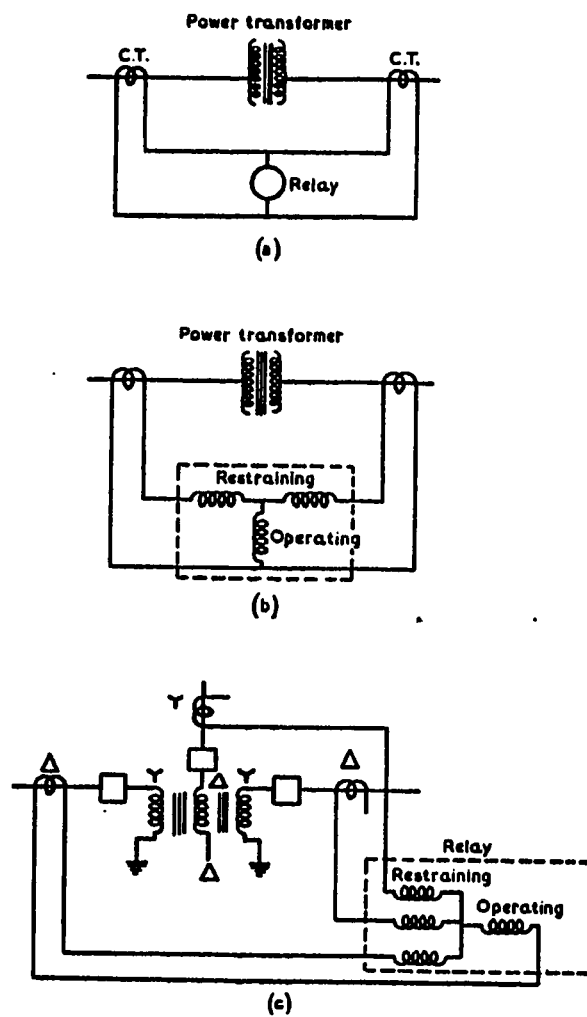 Power transformer
C.T.
C.T.
Relay
(a)
Power transformer
Restraining
Operating
(b)
Y
Δ
Y
Δ
Y
Δ
Δ
Relay
Restraining
Operating
(c)